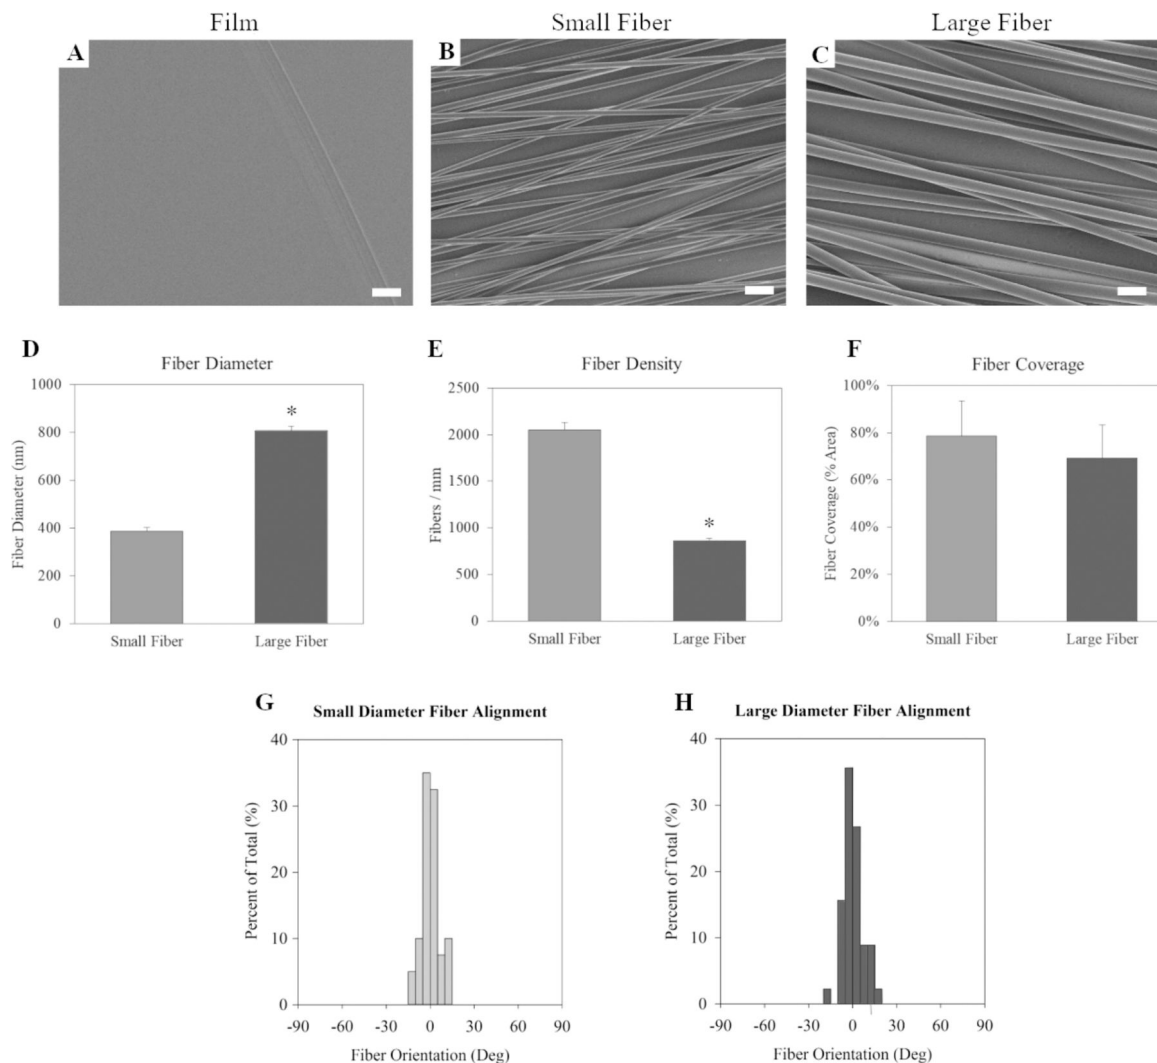 Film
Small Fiber
Large Fiber
A
B
C
D
Fiber Diameter
Fiber Diameter (nm)
1000
800
600
400
200
0
*
Small Fiber
Large Fiber
E
Fiber Density
Fibers / mm
2500
2000
1500
1000
500
0
*
Small Fiber
Large Fiber
F
Fiber Coverage
Fiber Coverage (% Area)
100%
80%
60%
40%
20%
0%
Small Fiber
Large Fiber
G
Small Diameter Fiber Alignment
Percent of Total (%)
40
30
20
10
0
-90 -60 -30 0 30 60 90
Fiber Orientation (Deg)
H
Large Diameter Fiber Alignment
Percent of Total (%)
40
30
20
10
0
-90 -60 -30 0 30 60 90
Fiber Orientation (Deg)